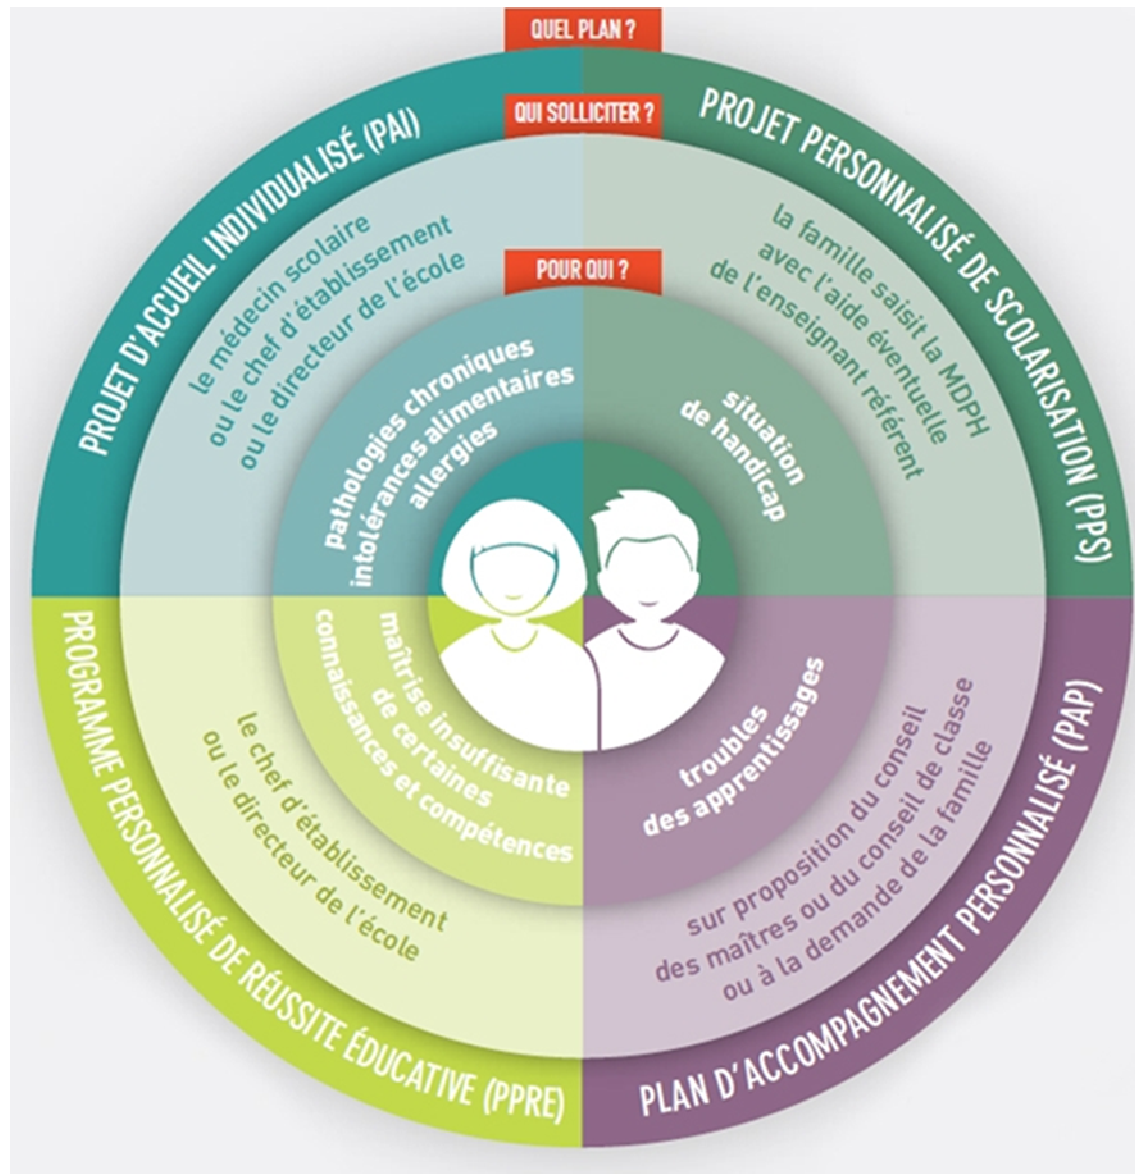 QUEL PLAN ?
QUI SOLLICITER ?
POUR QUI ?
PROJET D'ACCUEIL INDIVIDUALISÉ (PAI)
le médecin scolaire
ou le chef d'établissement
ou le directeur de l'école
pathologies chroniques
intolérances alimentaires
allergies
PROJET PERSONNALISÉ DE SCOLARISATION (PPS)
la famille saisit la MDPH
avec l'aide éventuelle
de l'enseignant référent
situation
de handicap
PROGRAMME PERSONNALISÉ DE RÉUSSITE ÉDUCATIVE (PPRE)
le chef d'établissement
ou le directeur de l'école
maîtrise insuffisante
de certaines
connaissances et compétences
PLAN D'ACCOMPAGNEMENT PERSONNALISÉ (PAP)
sur proposition du conseil
des maîtres ou du conseil de classe
ou à la demande de la famille
troubles
des apprentissages